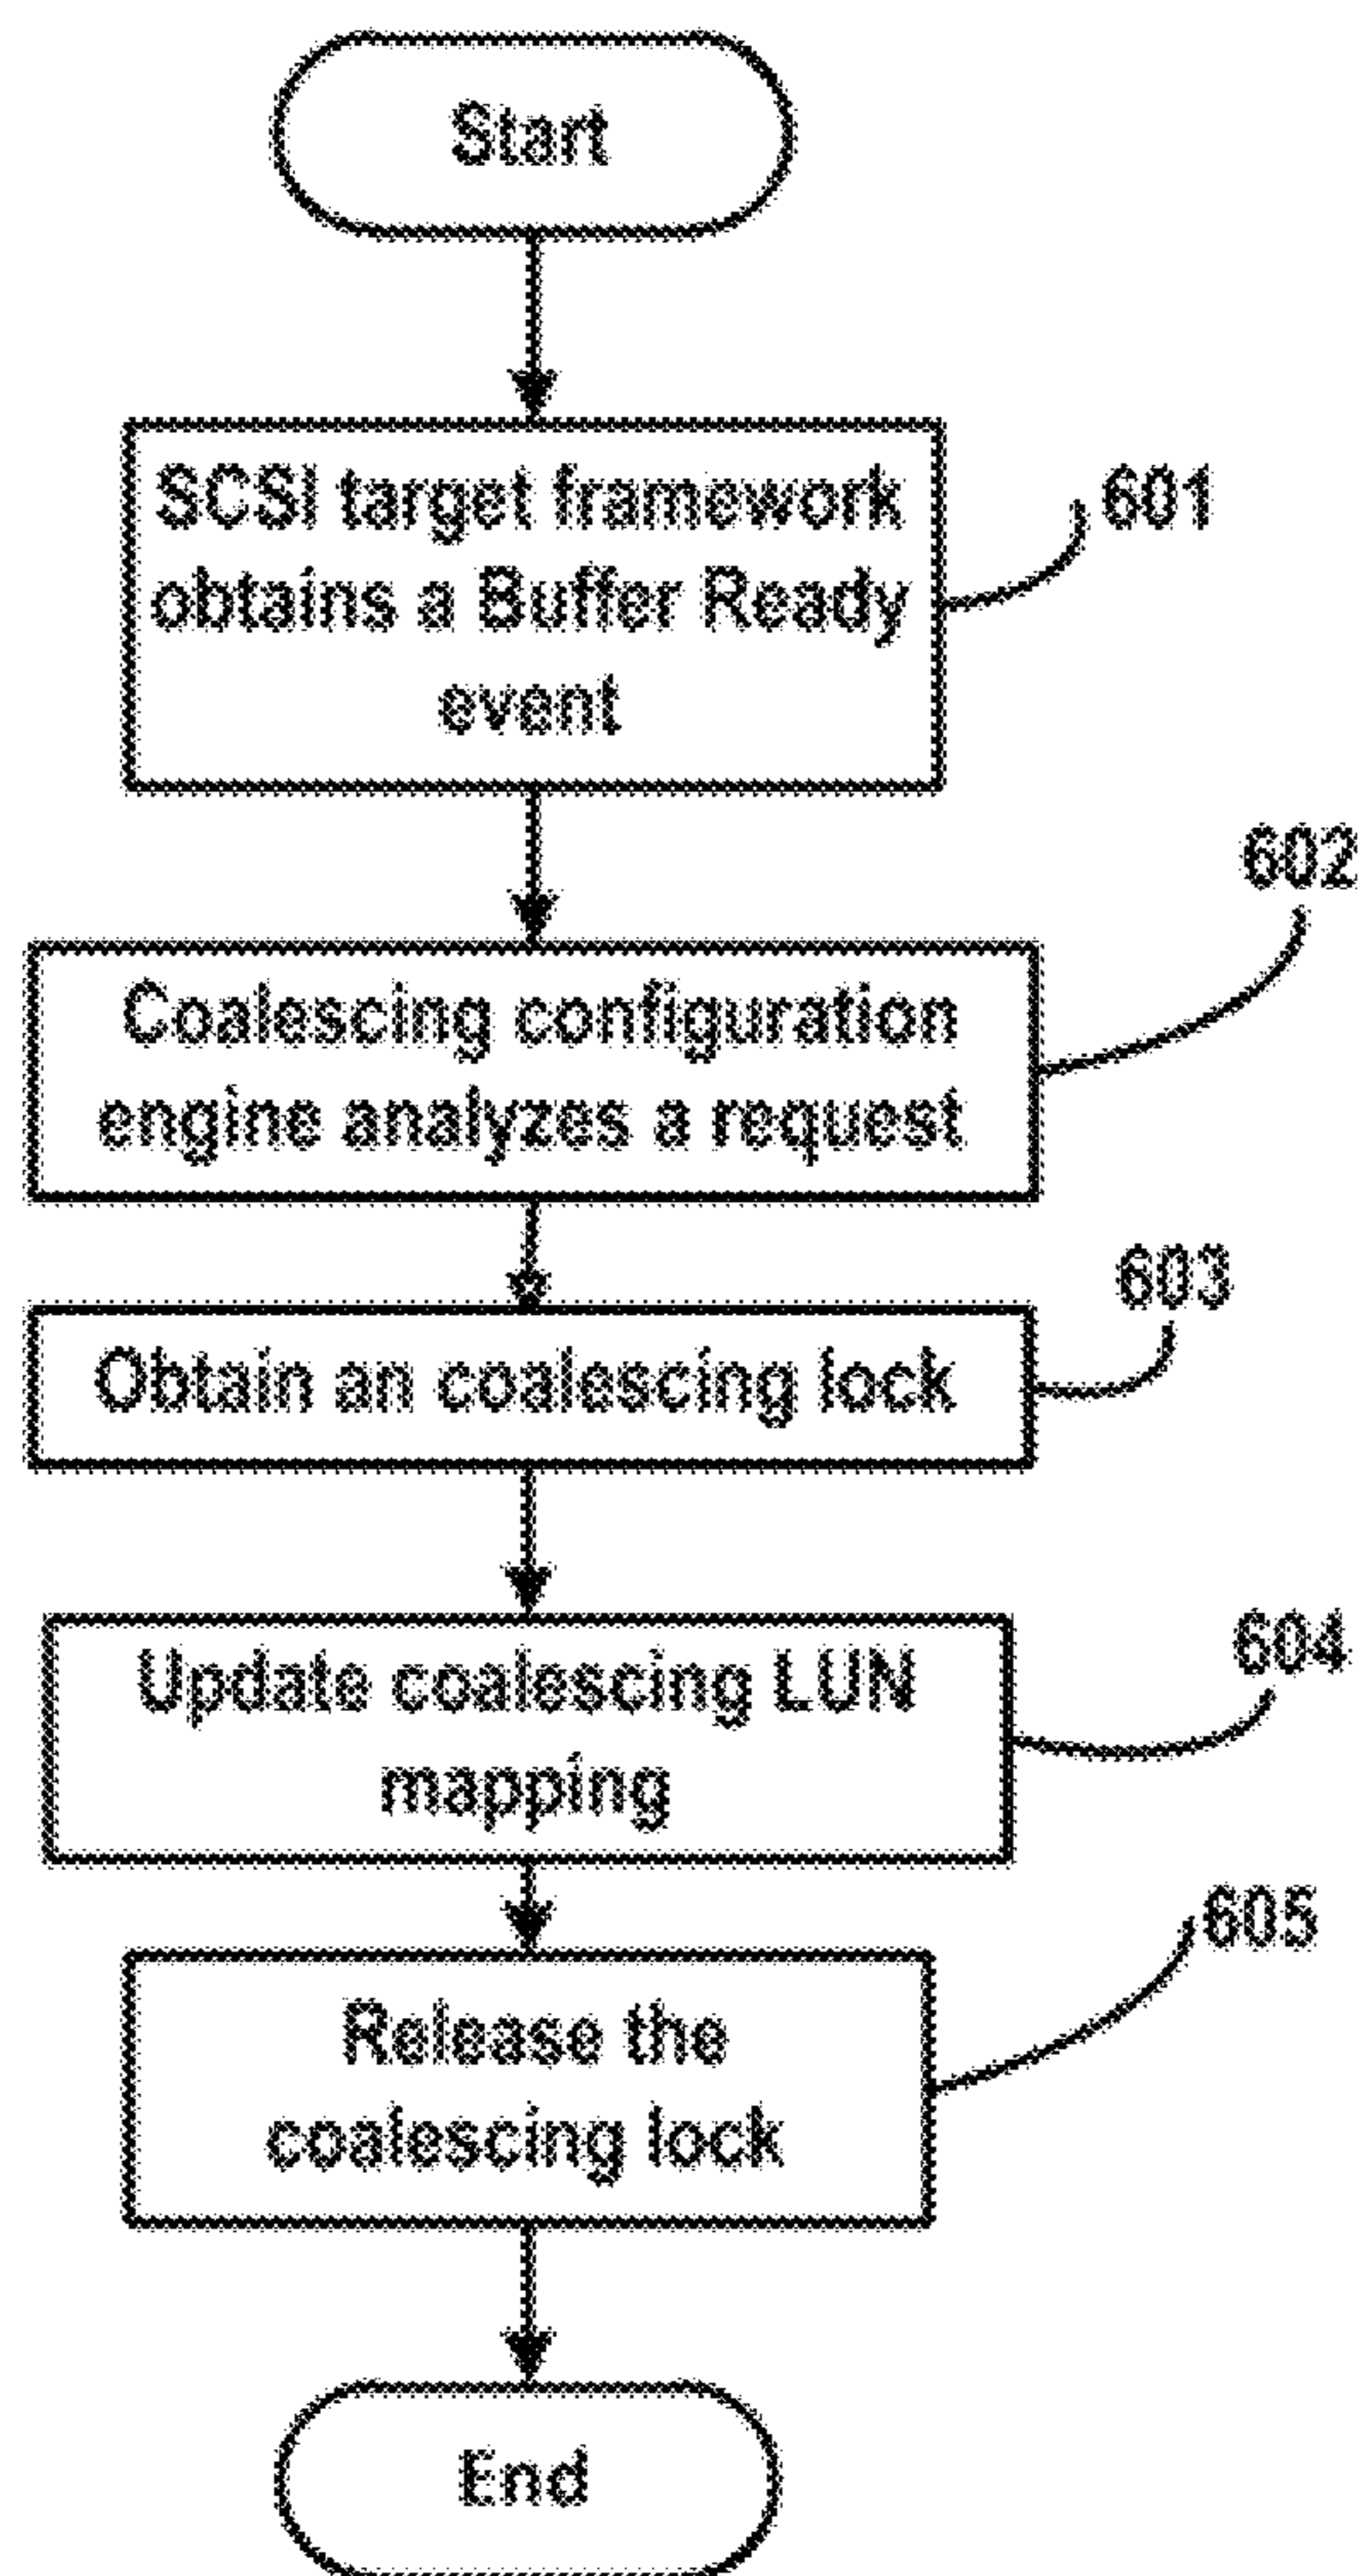 Start
SCSI target framework
obtains a Buffer Ready
event
601
602
Coalescing configuration
engine analyzes a request
603
Obtain an coalescing lock
604
Update coalescing LUN
mapping
605
Release the
coalescing lock
End